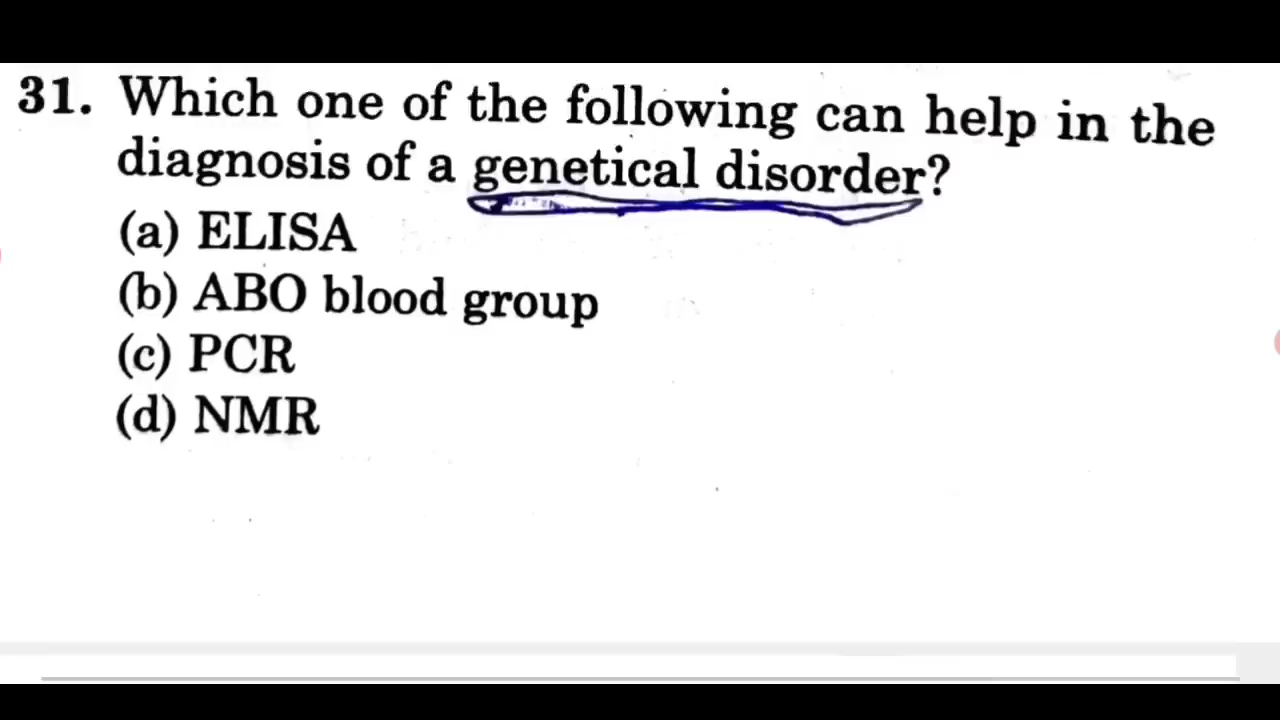 31. Which one of the following can help in the
diagnosis of a genetical disorder?
(a) ELISA
(b) ABO blood group
(c) PCR
(d) NMR